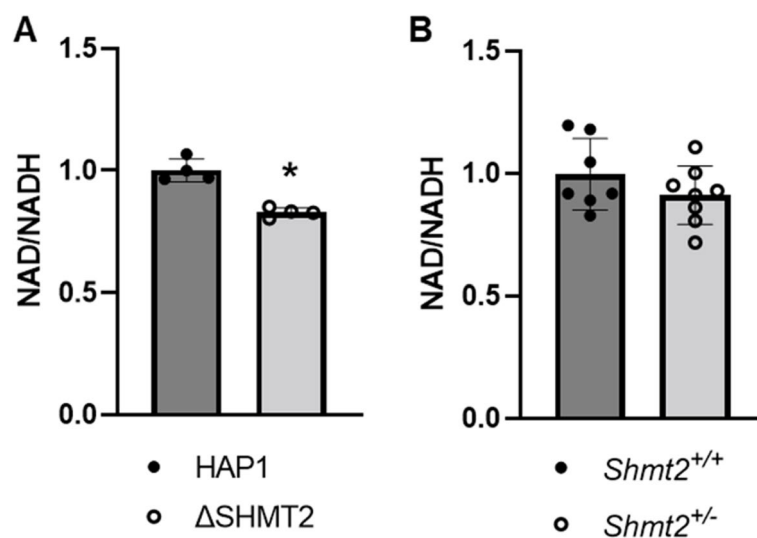 A
NAD/NADH
1.5
1.0
0.5
0.0
*
HAP1
ΔSHMT2
B
NAD/NADH
1.5
1.0
0.5
0.0
Shmt2+/+
Shmt2+/-